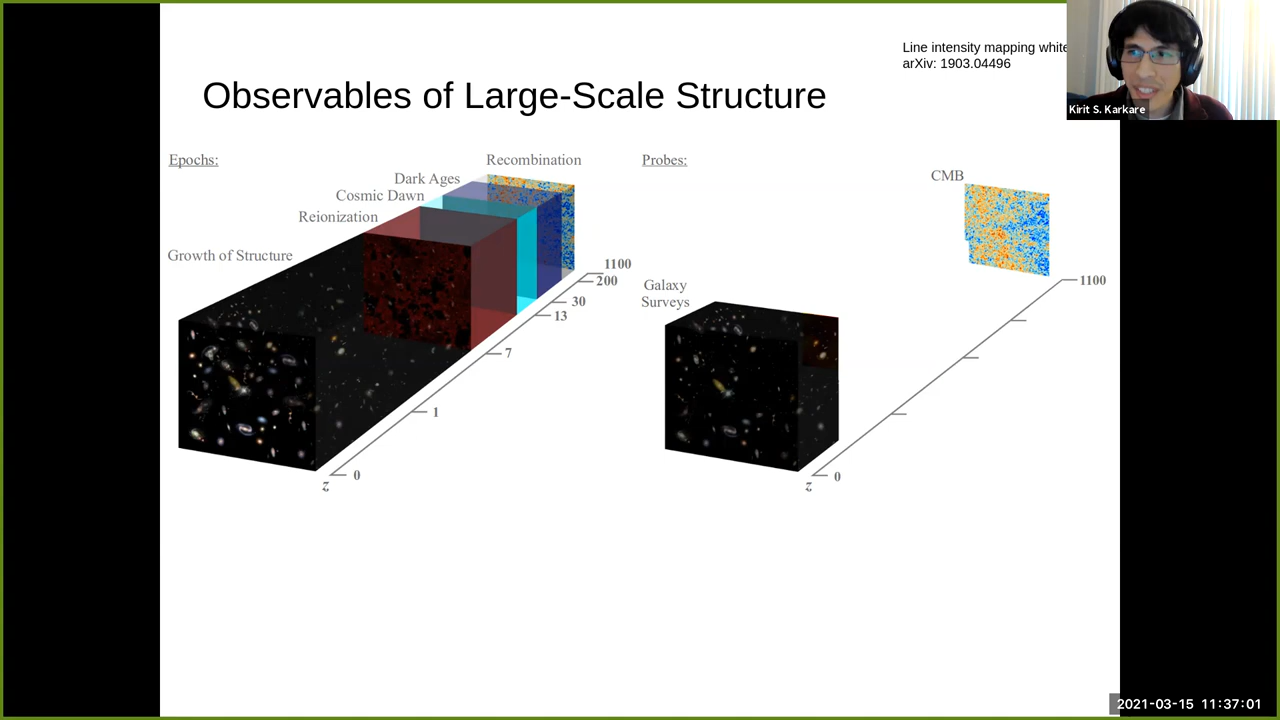 Line intensity mapping white
arXiv: 1903.04496
Kirit S. Karkare
Observables of Large-Scale Structure
Epochs:
Recombination
Dark Ages
Cosmic Dawn
Reionization
Growth of Structure
1100
200
30
13
7
1
0
z
Probes:
CMB
Galaxy
Surveys
1100
0
z
2021-03-15 11:37:01